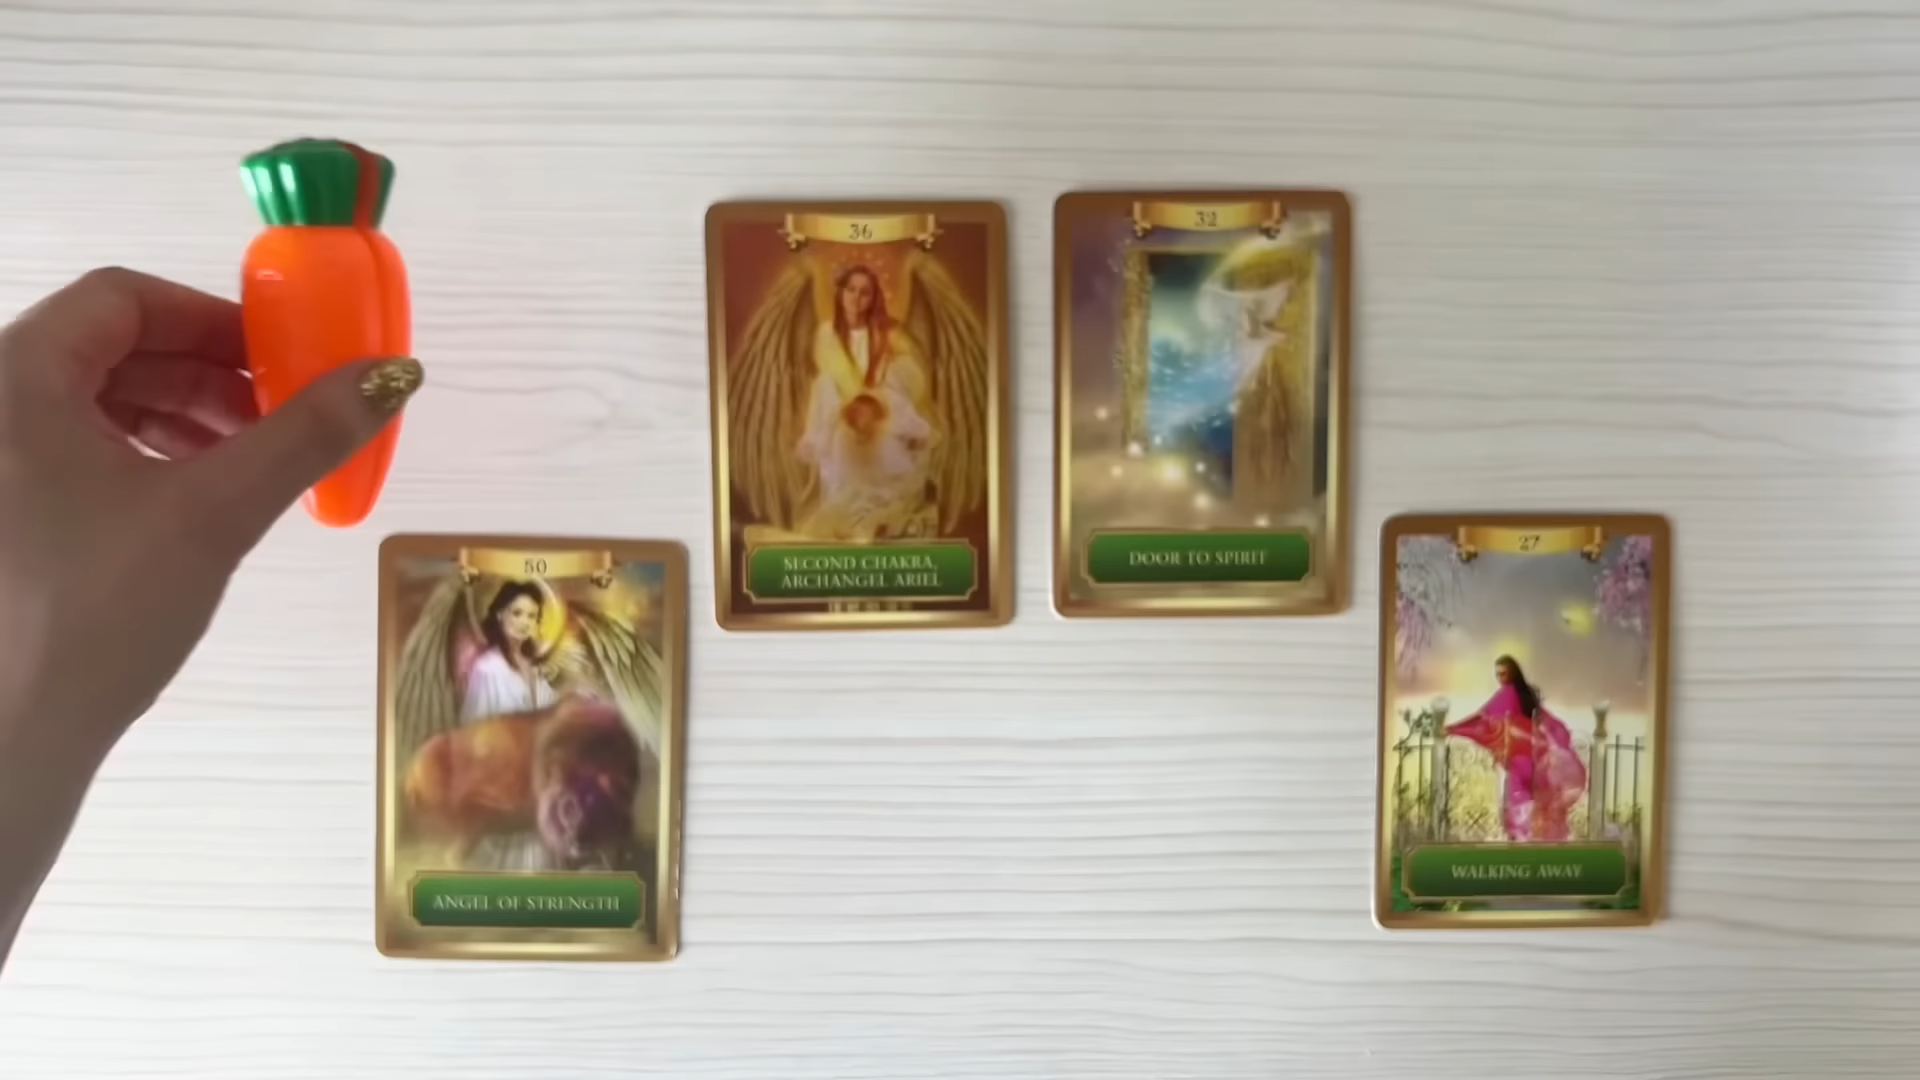 36
SECOND CHAKRA,
ARCHANGEL ARIEL
32
DOOR TO SPIRIT
50
ANGEL OF STRENGTH
27
WALKING AWAY